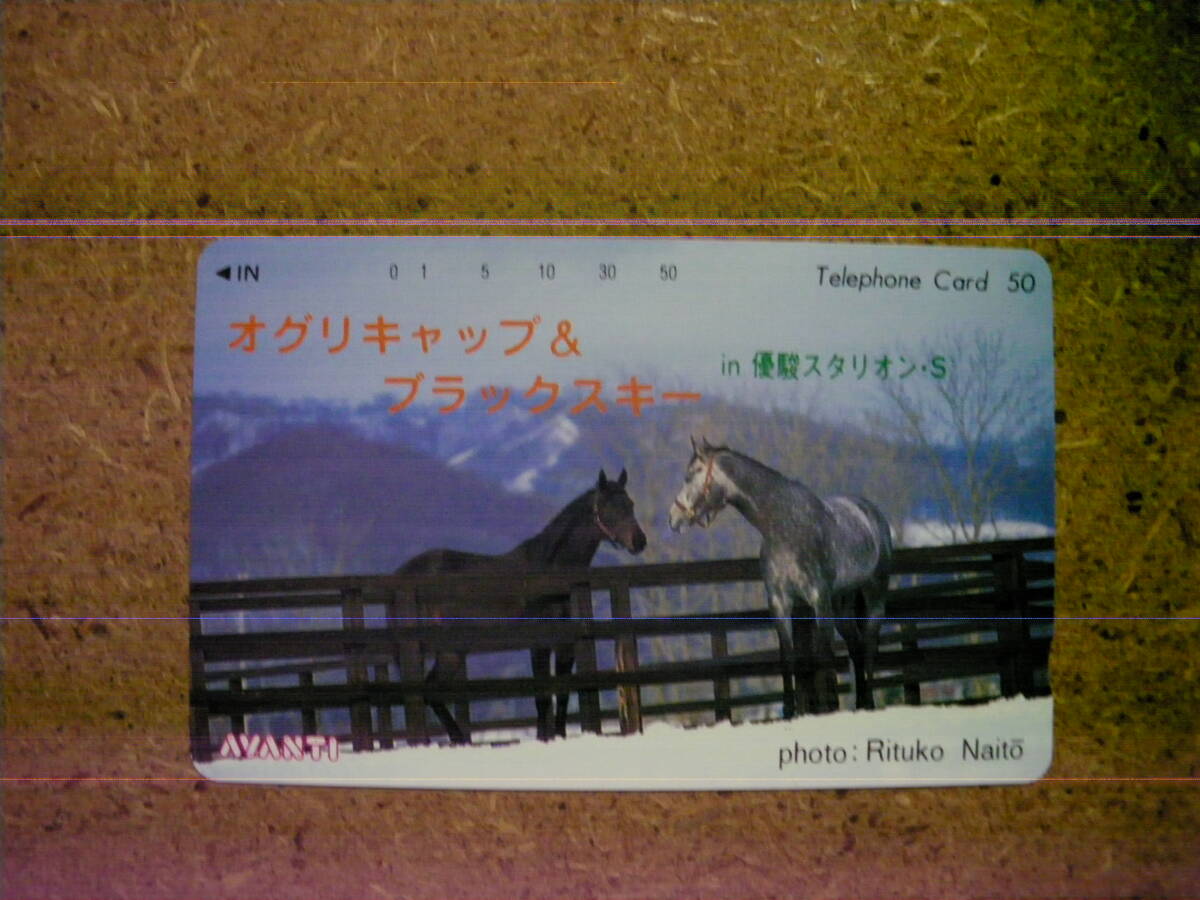 ◀IN 0 1 5 10 30 50 Telephone Card 50
オグリキャップ&
ブラックスキー
in 優駿スタリオン・S
AVANTI
photo: Rituko Naitō